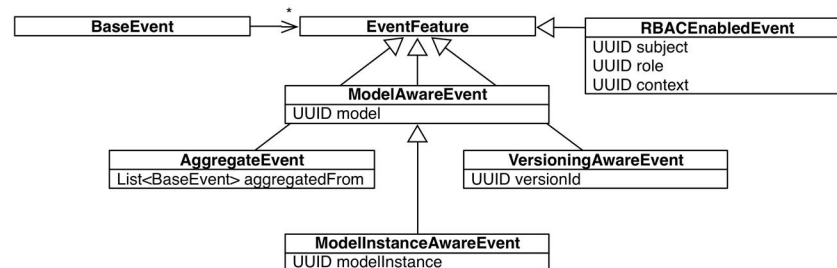 BaseEvent
*
EventFeature
RBACEnabledEvent
UUID subject
UUID role
UUID context
ModelAwareEvent
UUID model
AggregateEvent
List<BaseEvent> aggregatedFrom
VersioningAwareEvent
UUID versionId
ModelInstanceAwareEvent
UUID modelInstance